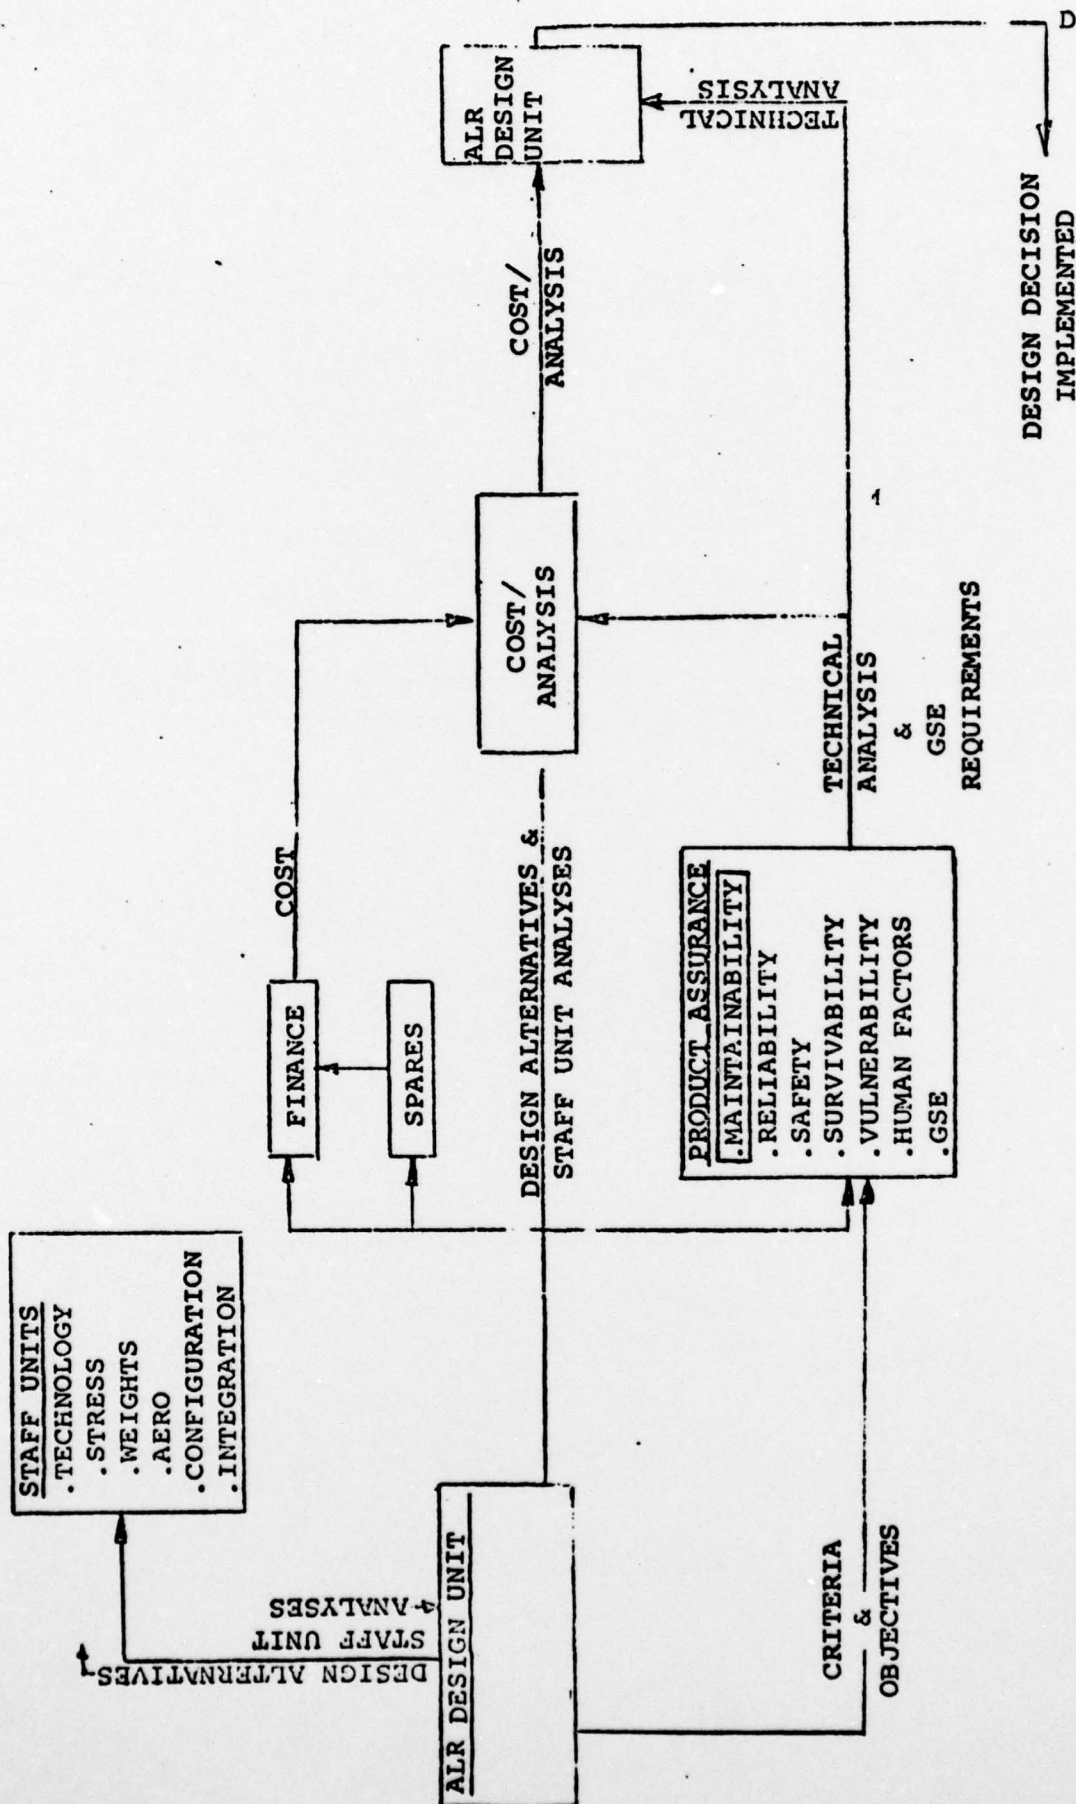 STAFF UNITS
.TECHNOLOGY
.STRESS
.WEIGHTS
.AERO
.CONFIGURATION
.INTEGRATION
DESIGN ALTERNATIVES
STAFF UNIT
ANALYSES
ALR DESIGN UNIT
CRITERIA
&
OBJECTIVES
FINANCE
SPARES
COST
DESIGN ALTERNATIVES &
STAFF UNIT ANALYSES
PRODUCT ASSURANCE
.MAINTAINABILITY
.RELIABILITY
.SAFETY
.SURVIVABILITY
.VULNERABILITY
.HUMAN FACTORS
.GSE
COST/
ANALYSIS
TECHNICAL
ANALYSIS
&
GSE
REQUIREMENTS
COST/
ANALYSIS
ALR
DESIGN
UNIT
TECHNICAL
ANALYSIS
DESIGN DECISION
IMPLEMENTED
D